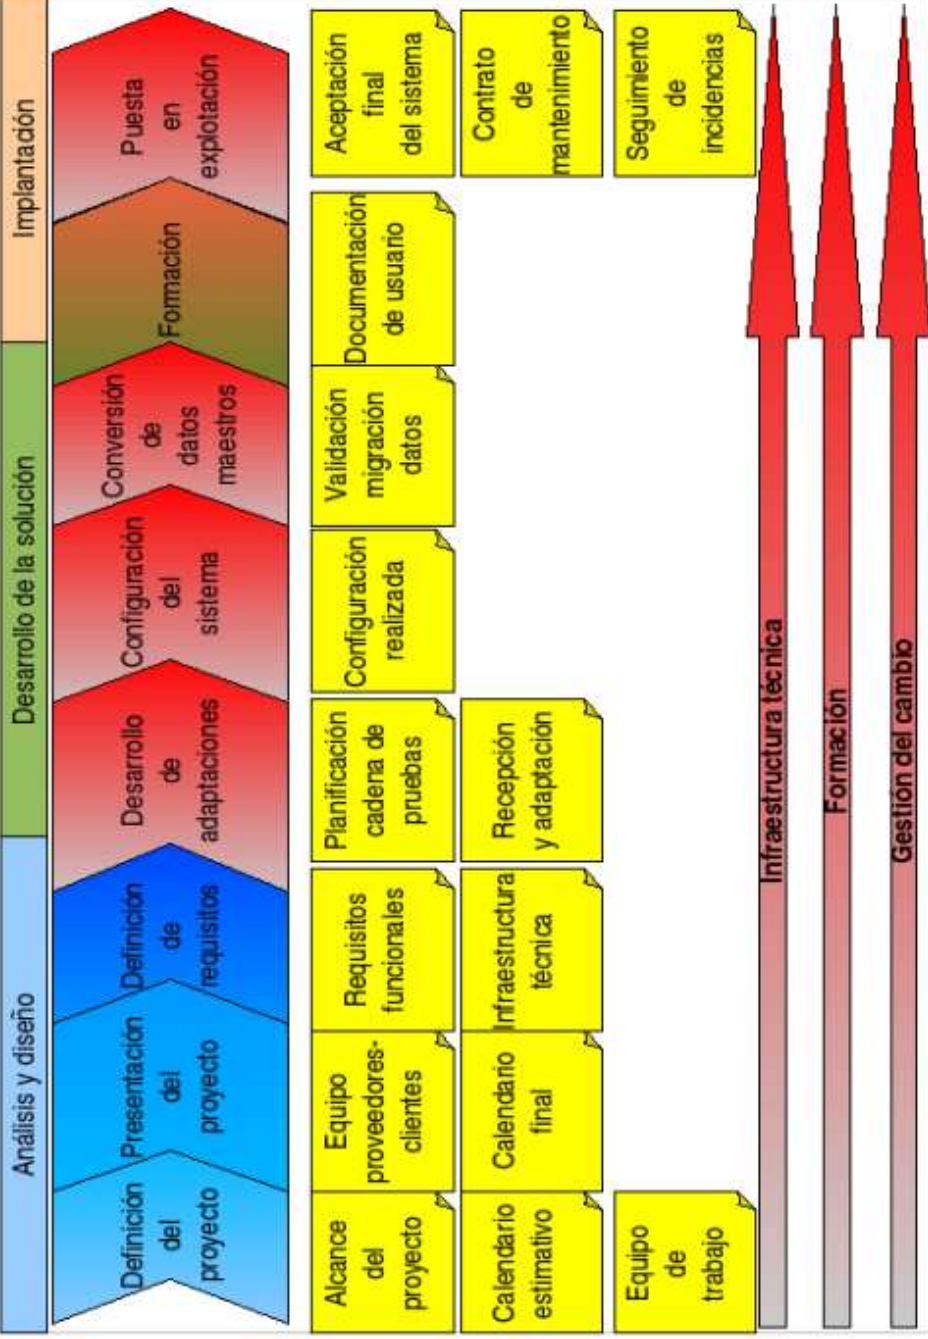 Análisis y diseño
Desarrollo de la solución
Implantación
Definición
del
proyecto
Presentación
del
proyecto
Definición
de
requisitos
Desarrollo
de
adaptaciones
Configuración
del
sistema
Conversión
de
datos
maestros
Formación
Puesta
en
explotación
Alcance
del
proyecto
Equipo
proveedores-
clientes
Requisitos
funcionales
Planificación
cadena de
pruebas
Configuración
realizada
Validación
migración
datos
Documentación
de usuario
Aceptación
final
del sistema
Calendario
estimativo
Calendario
final
Infraestructura
técnica
Recepción
y adaptación
Contrato
de
mantenimiento
Equipo
de
trabajo
Seguimiento
de
incidencias
Infraestructura técnica
Formación
Gestión del cambio